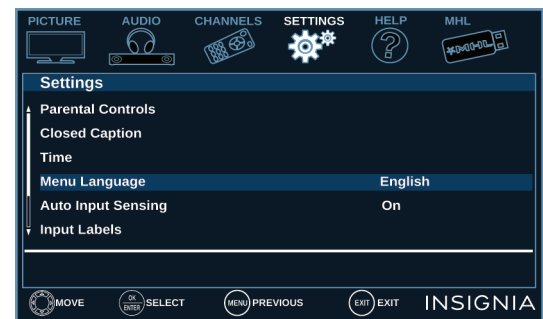 PICTURE AUDIO CHANNELS SETTINGS HELP MHL
?
MHL
Settings
Parental Controls
Closed Caption
Time
Menu Language English
Auto Input Sensing On
Input Labels
MOVE OK ENTER SELECT MENU PREVIOUS EXIT EXIT INSIGNIA